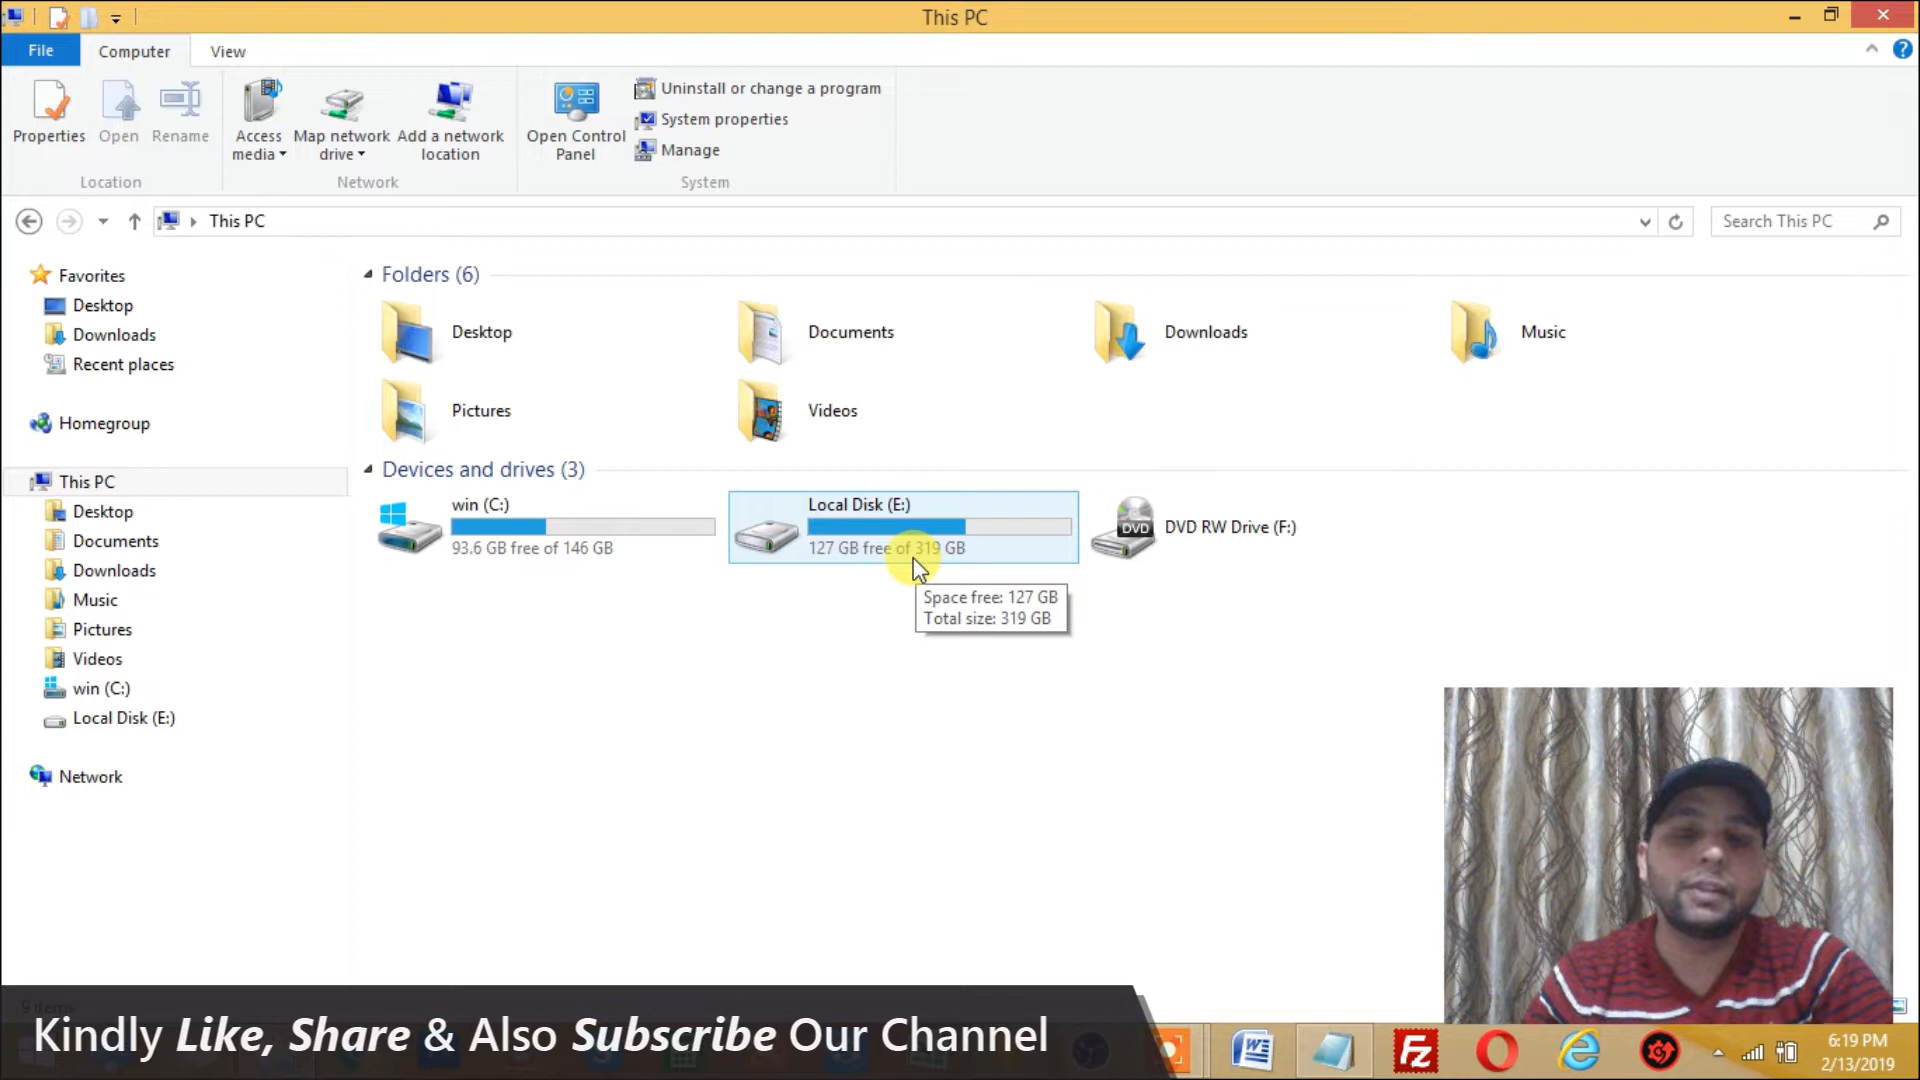 This PC
File
Computer
View
Properties
Open
Rename
Access media
Map network drive
Add a network location
Open Control Panel
Uninstall or change a program
System properties
Manage
Location
Network
System
This PC
Search This PC
Favorites
Desktop
Downloads
Recent places
Homegroup
This PC
Desktop
Documents
Downloads
Music
Pictures
Videos
win (C:)
Local Disk (E:)
Network
Folders (6)
Desktop
Documents
Downloads
Music
Pictures
Videos
Devices and drives (3)
win (C:)
93.6 GB free of 146 GB
Local Disk (E:)
127 GB free of 319 GB
DVD
DVD RW Drive (F:)
Space free: 127 GB
Total size: 319 GB
9 items
Kindly Like, Share & Also Subscribe Our Channel
6:19 PM
2/13/2019